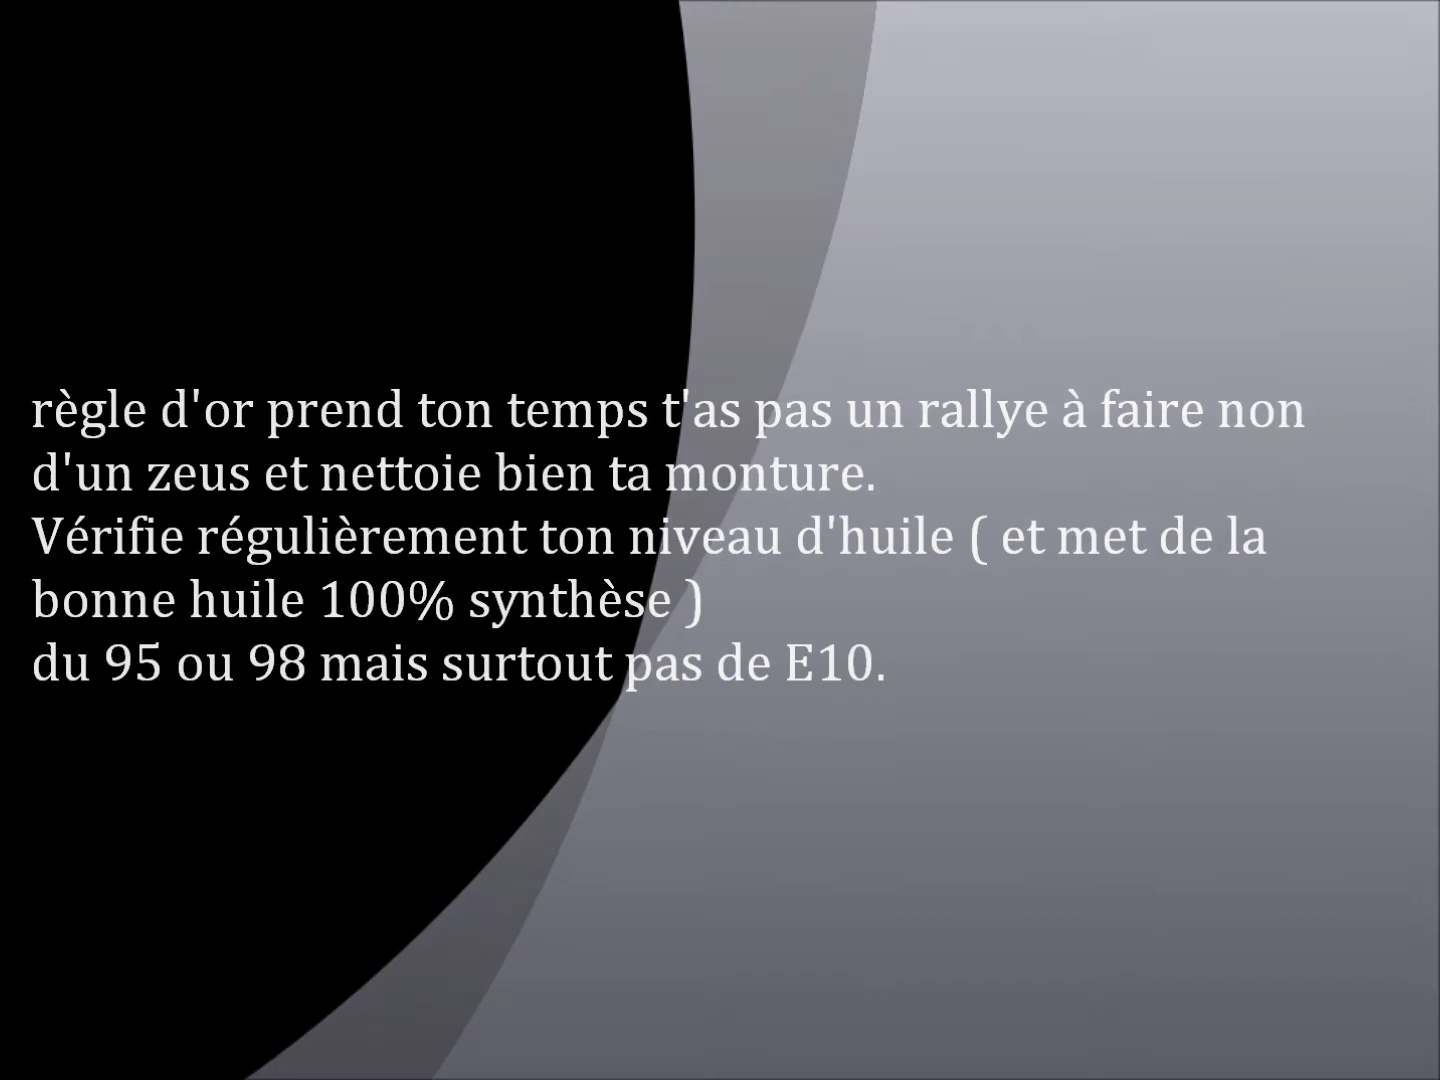 règle d'or prend ton temps t'as pas un rallye à faire non
d'un zeus et nettoie bien ta monture.
Vérifie régulièrement ton niveau d'huile ( et met de la
bonne huile 100% synthèse )
du 95 ou 98 mais surtout pas de E10.